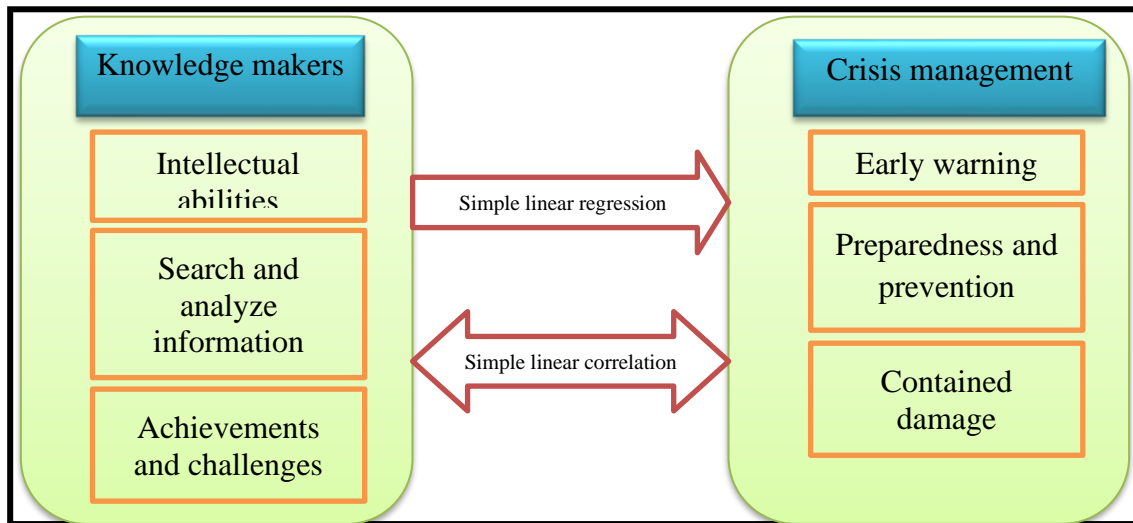 Knowledge makers
Intellectual
abilities
Search and
analyze
information
Achievements
and challenges
Simple linear regression
Simple linear correlation
Crisis management
Early warning
Preparedness and
prevention
Contained
damage